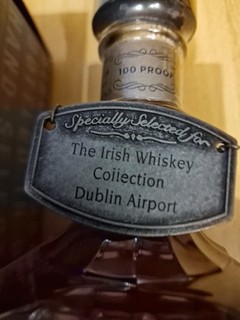 100 PROOF
Specially Selected for
The Irish Whiskey
Collection
Dublin Airport